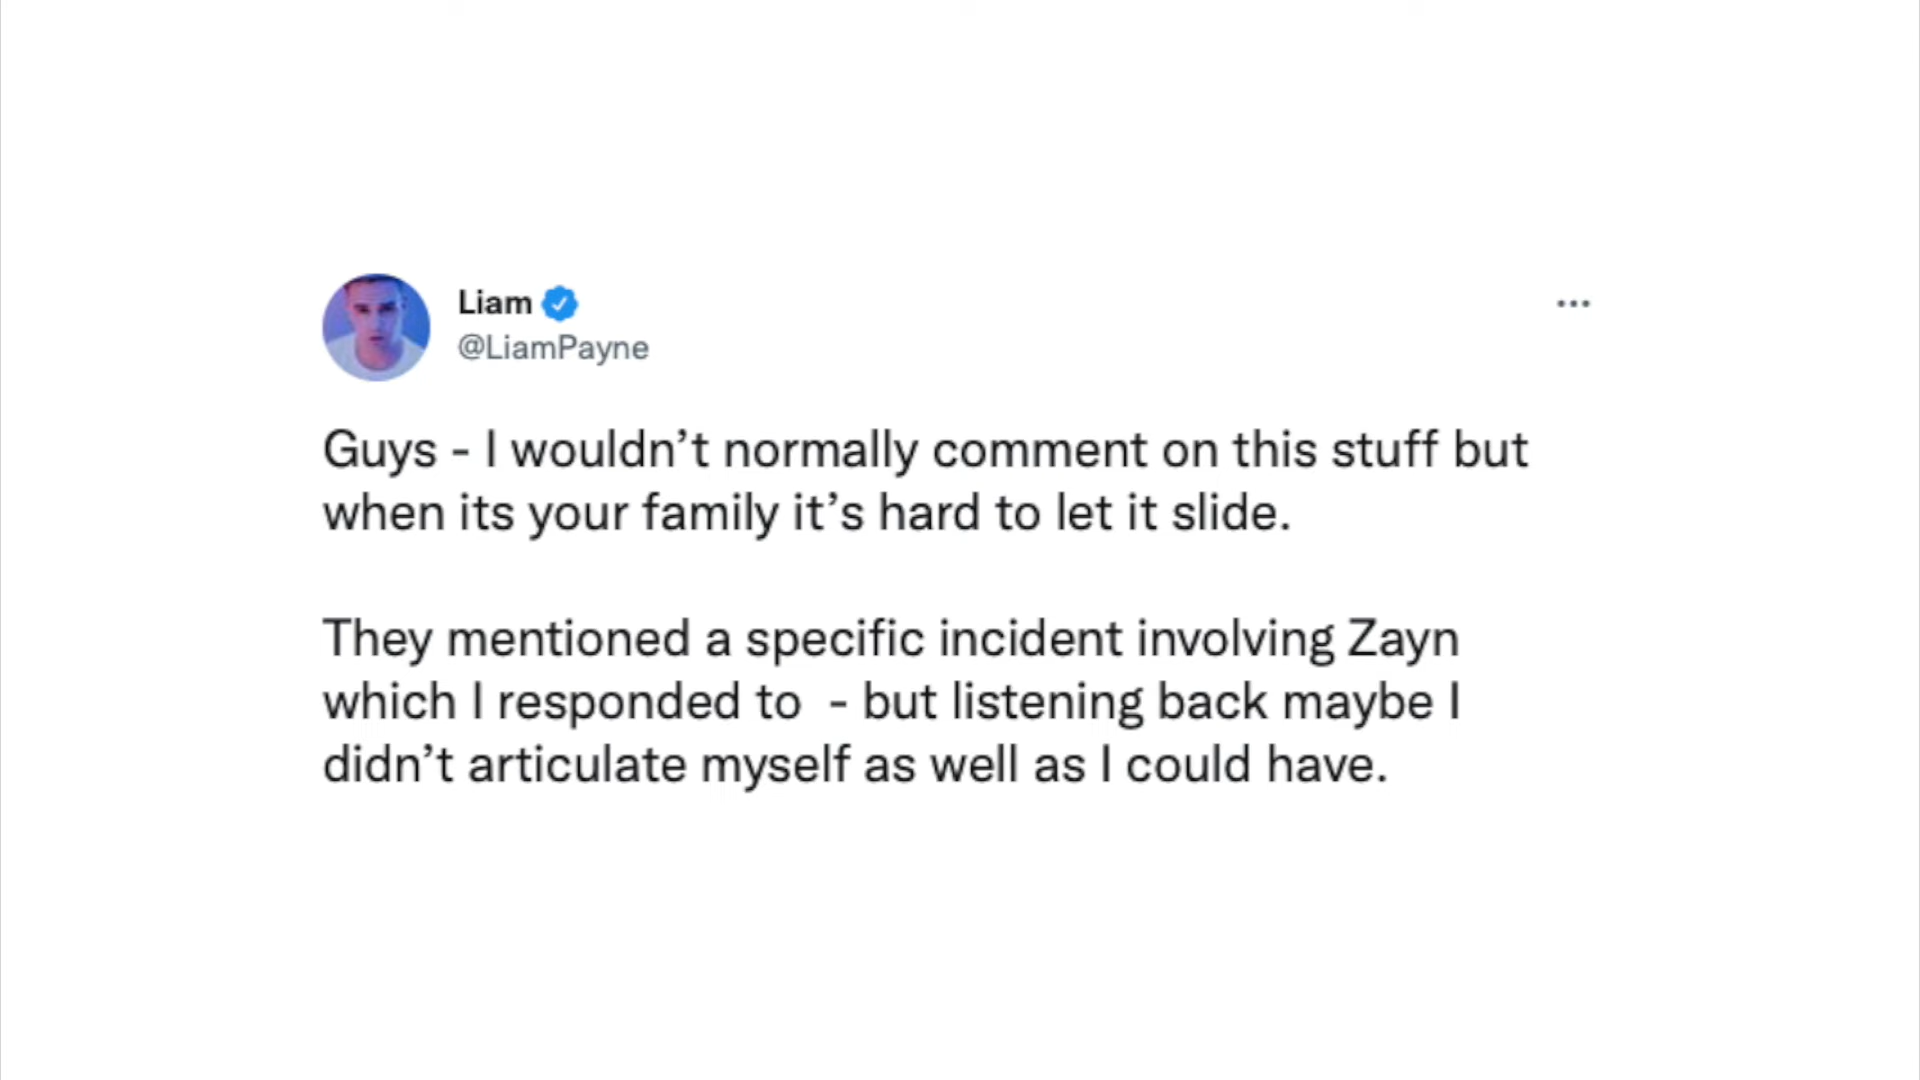 Liam
@LiamPayne
Guys - I wouldn’t normally comment on this stuff but
when its your family it’s hard to let it slide.
They mentioned a specific incident involving Zayn
which I responded to  - but listening back maybe I
didn’t articulate myself as well as I could have.